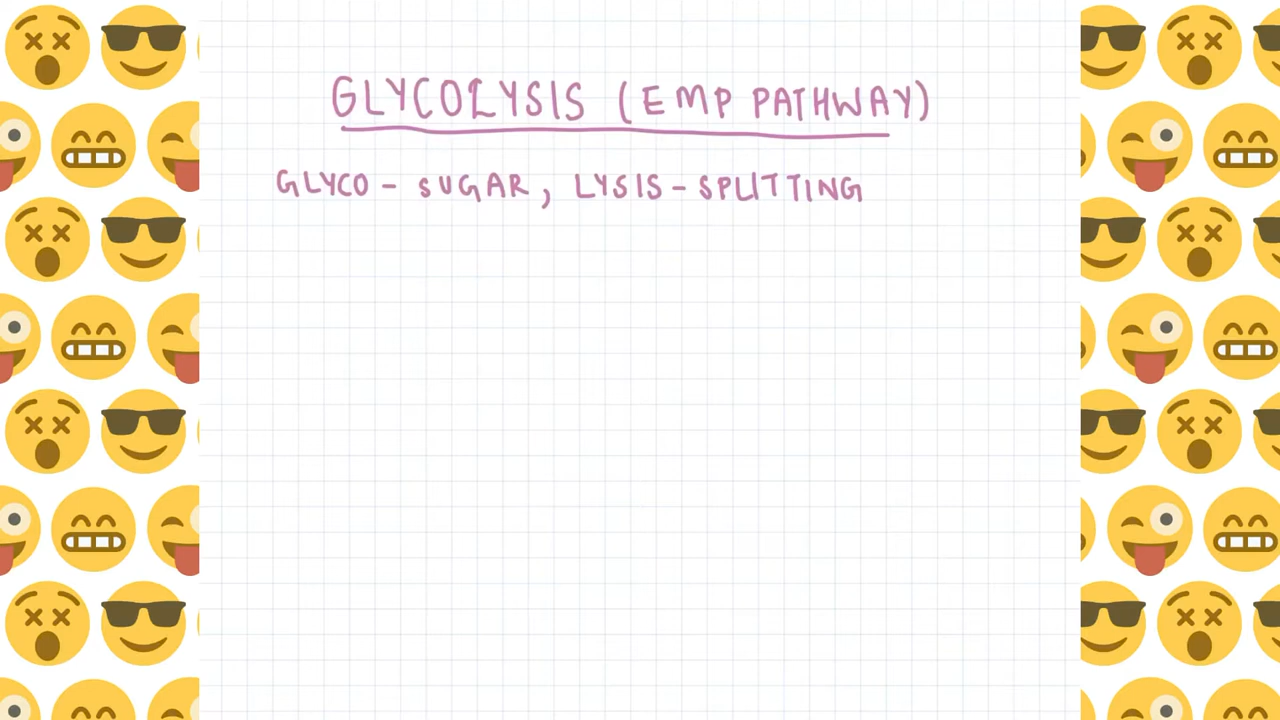 GLYCOLYSIS (EMP PATHWAY)
GLYCO - SUGAR, LYSIS - SPLITTING